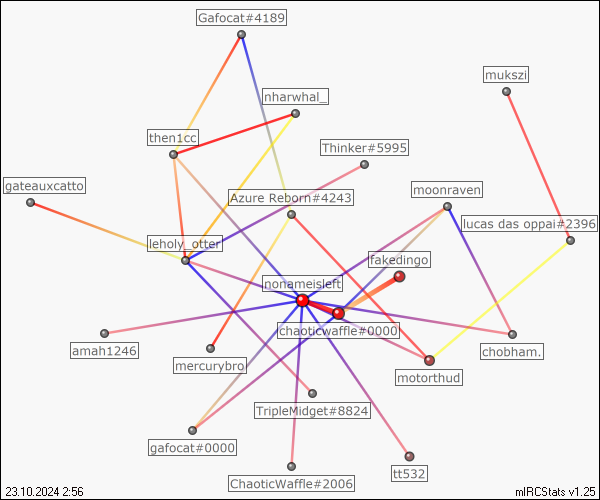 Gafocat#4189
mukszi
nharwhal_
then1cc
Thinker#5995
gateauxcatto
moonraven
Azure Reborn#4243
lucas das oppai#2396
leholy_otter
fakedingo
nonameisleft
chaoticwaffle#0000
amah1246
chobham.
mercurybro
motorthud
TripleMidget#8824
gafocat#0000
tt532
ChaoticWaffle#2006
23.10.2024 2:56
mIRCStats v1.25